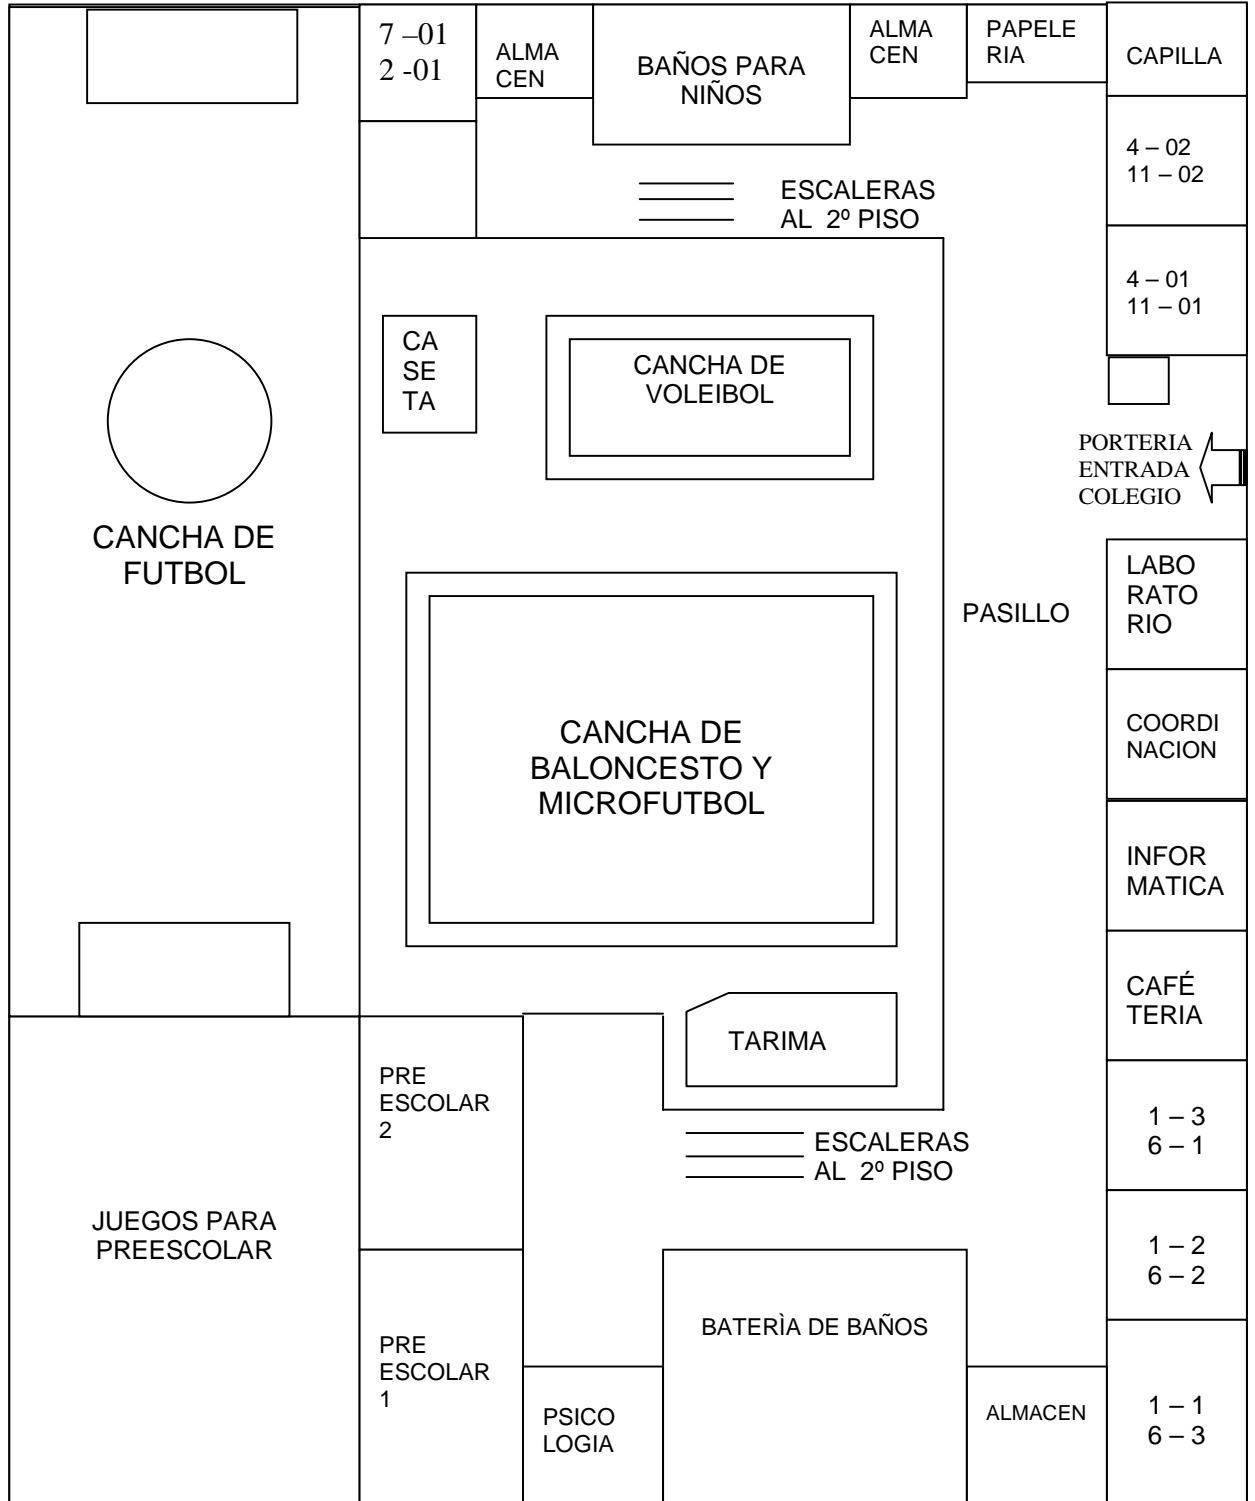 7 –01
2 -01
ALMA
CEN
BAÑOS PARA
NIÑOS
ALMA
CEN
PAPELE
RIA
CAPILLA
4 – 02
11 – 02
ESCALERAS
AL 2º PISO
4 – 01
11 – 01
CA
SE
TA
CANCHA DE
VOLEIBOL
PORTERIA
ENTRADA
COLEGIO
CANCHA DE
FUTBOL
LABO
RATO
RIO
PASILLO
CANCHA DE
BALONCESTO Y
MICROFUTBOL
COORDI
NACION
INFOR
MATICA
CAFÉ
TERIA
TARIMA
PRE
ESCOLAR
2
1 – 3
6 – 1
ESCALERAS
AL 2º PISO
JUEGOS PARA
PREESCOLAR
1 – 2
6 – 2
BATERÌA DE BAÑOS
PRE
ESCOLAR
1
PSICO
LOGIA
ALMACEN
1 – 1
6 – 3